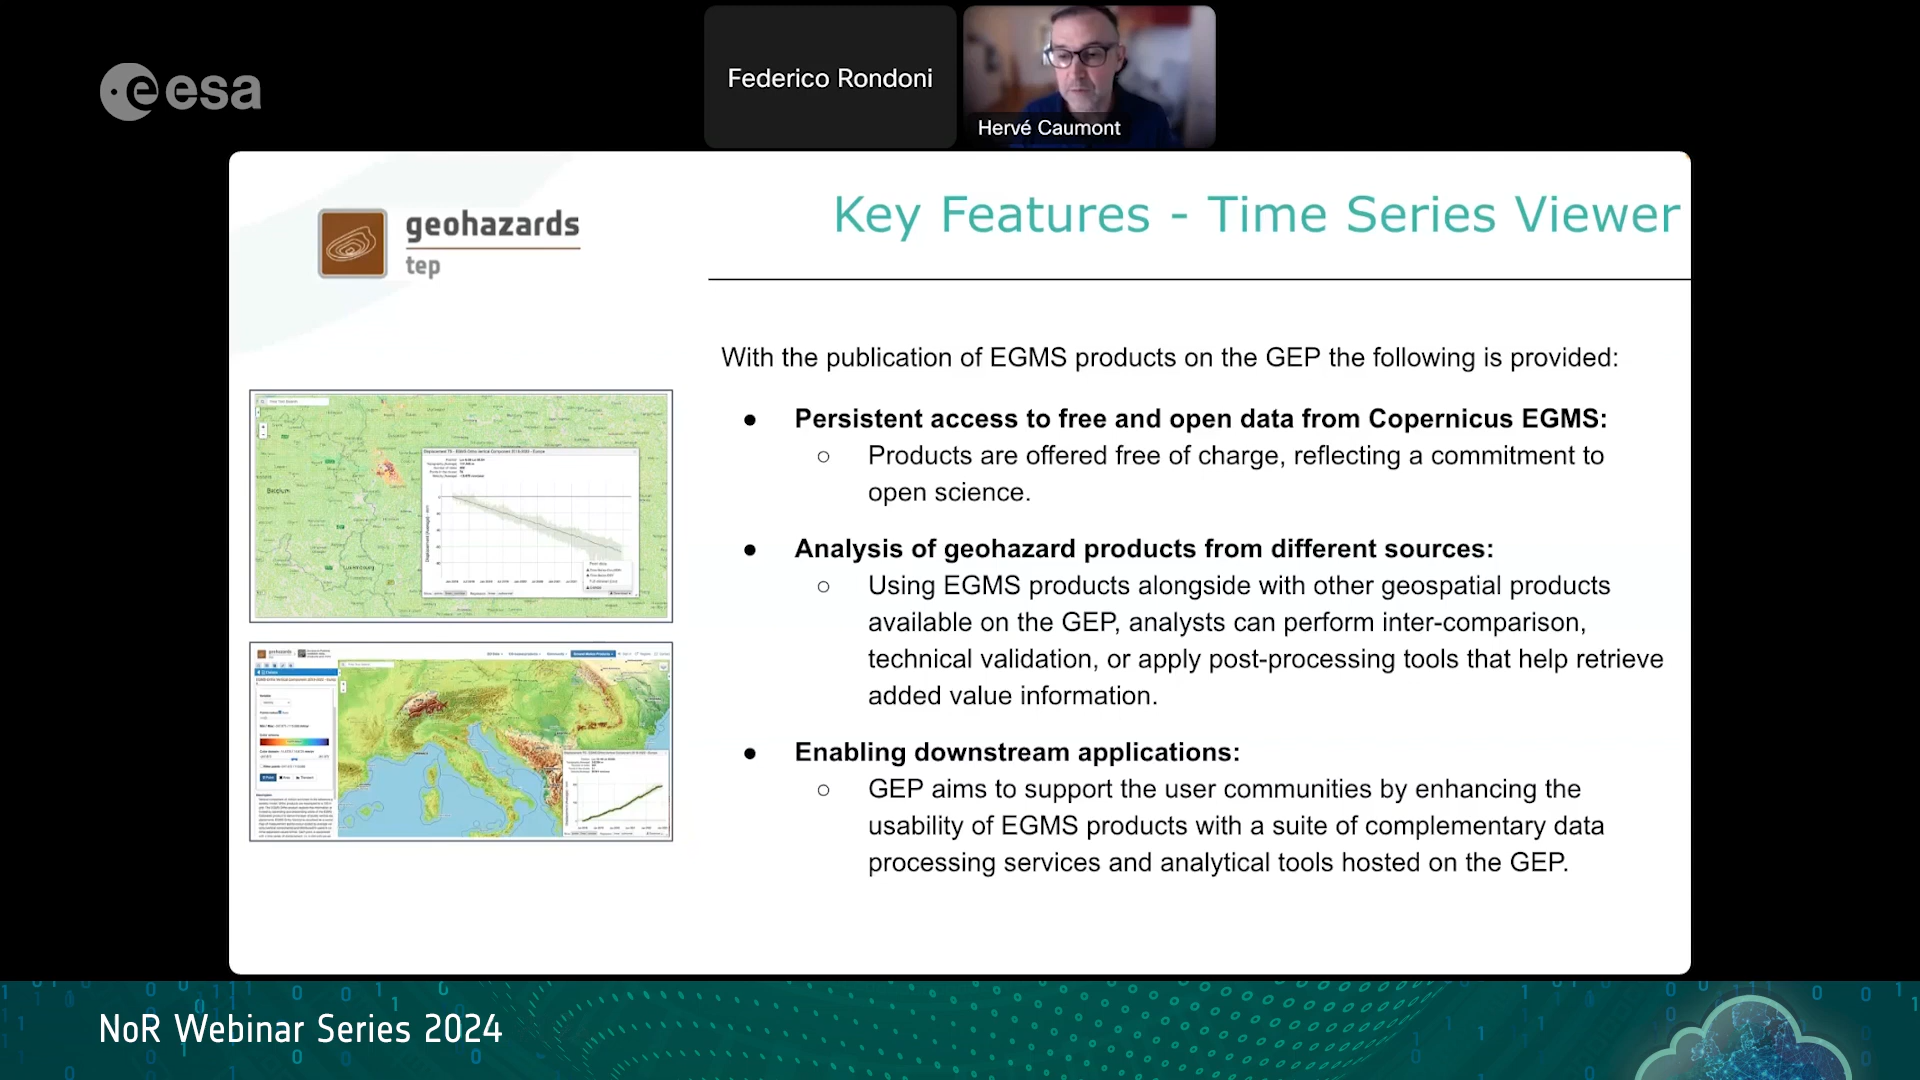 esa
Federico Rondoni
Hervé Caumont
geohazards
tep
Key Features - Time Series Viewer
With the publication of EGMS products on the GEP the following is provided:
● Persistent access to free and open data from Copernicus EGMS:
○ Products are offered free of charge, reflecting a commitment to
open science.
● Analysis of geohazard products from different sources:
○ Using EGMS products alongside with other geospatial products
available on the GEP, analysts can perform inter-comparison,
technical validation, or apply post-processing tools that help retrieve
added value information.
● Enabling downstream applications:
○ GEP aims to support the user communities by enhancing the
usability of EGMS products with a suite of complementary data
processing services and analytical tools hosted on the GEP.
Belgium
Luxembourg
NoR Webinar Series 2024